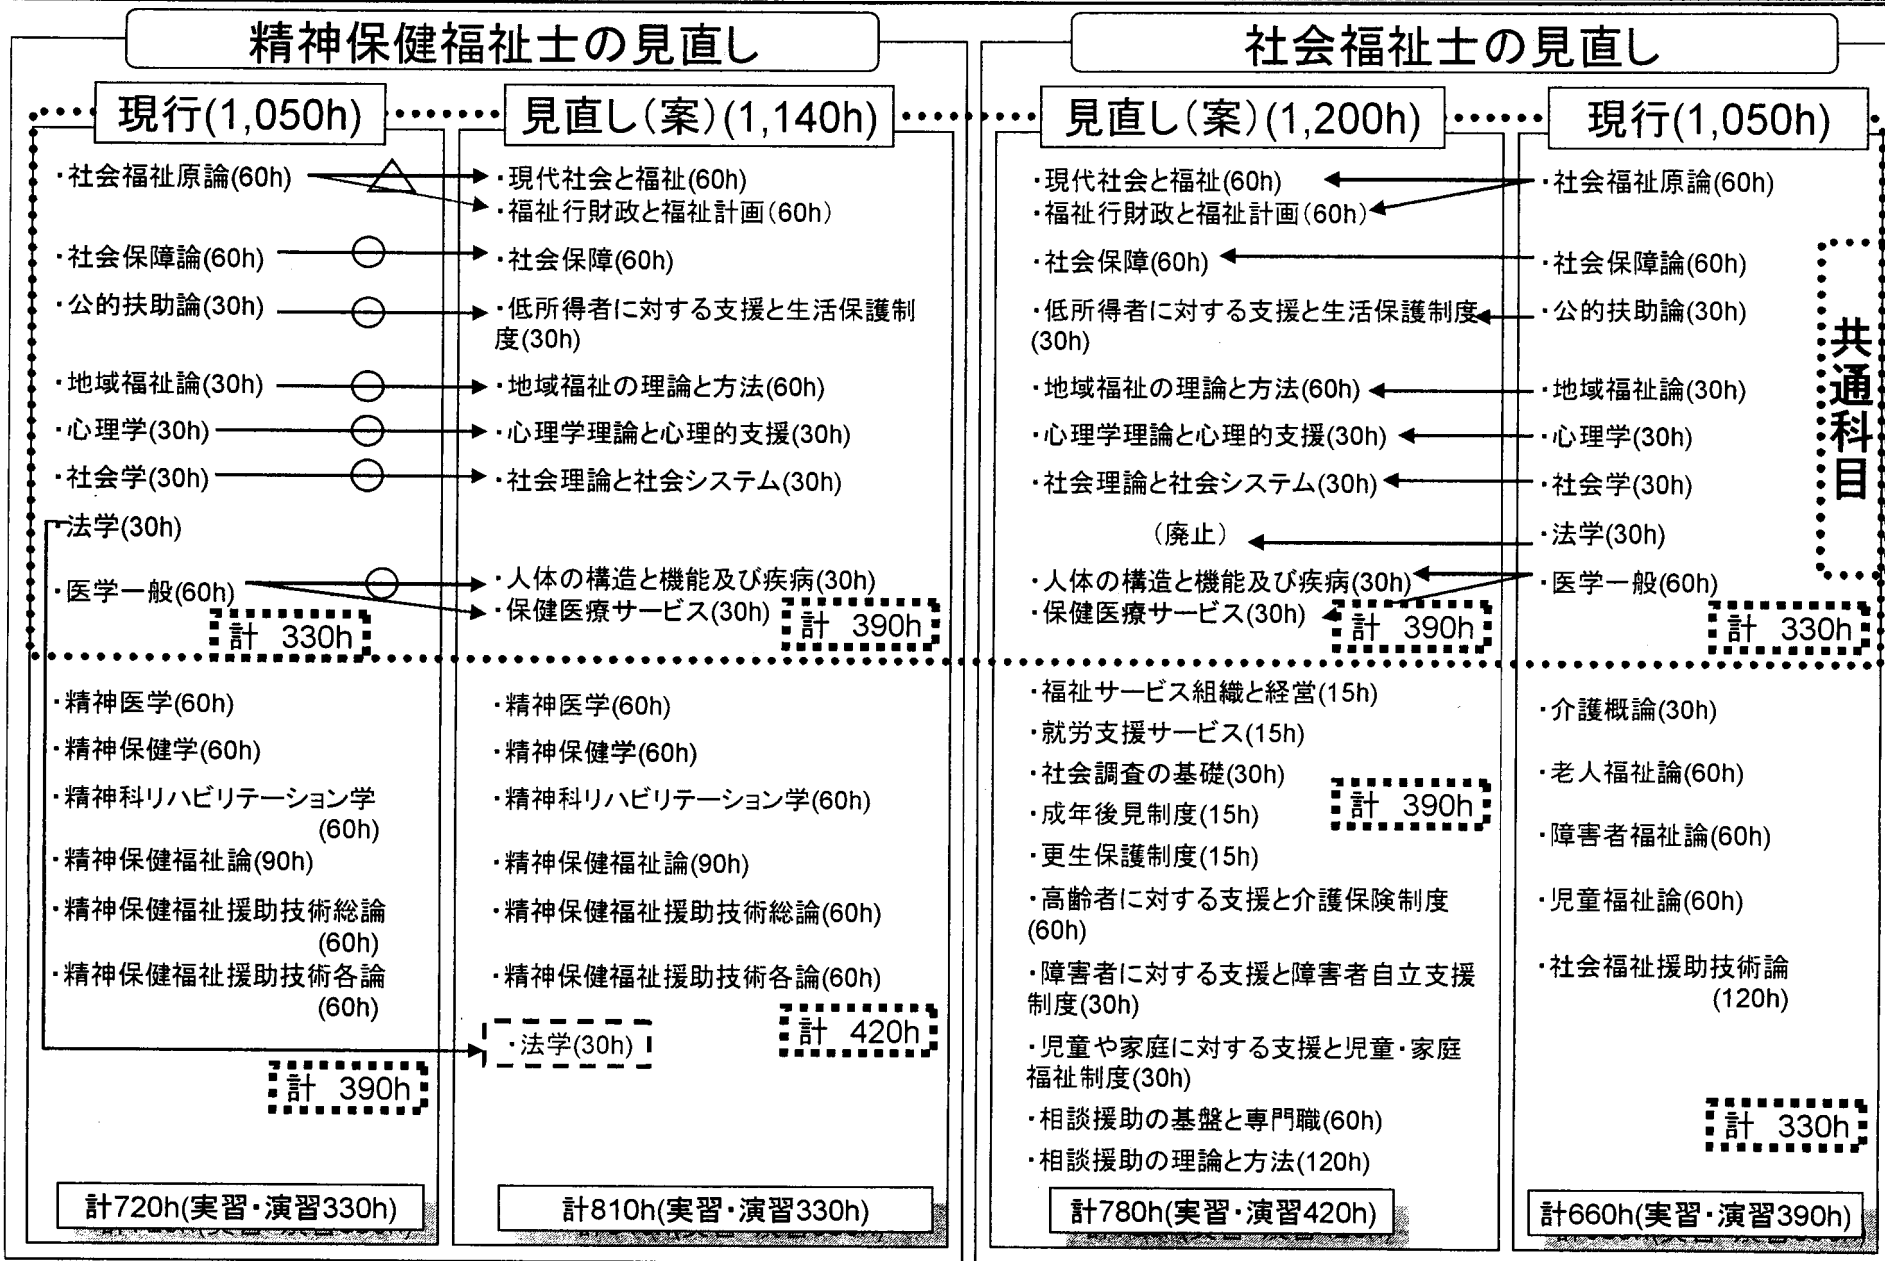 精神保健福祉士の見直し
現行(1,050h)
・社会福祉原論(60h)
・社会保障論(60h)
・公的扶助論(30h)
・地域福祉論(30h)
・心理学(30h)
・社会学(30h)
・法学(30h)
・医学一般(60h)
計 330h
・精神医学(60h)
・精神保健学(60h)
・精神科リハビリテーション学
(60h)
・精神保健福祉論(90h)
・精神保健福祉援助技術総論
(60h)
・精神保健福祉援助技術各論
(60h)
計 390h
計720h(実習・演習330h)
見直し(案)(1,140h)
・現代社会と福祉(60h)
・福祉行財政と福祉計画(60h)
・社会保障(60h)
・低所得者に対する支援と生活保護制
度(30h)
・地域福祉の理論と方法(60h)
・心理学理論と心理的支援(30h)
・社会理論と社会システム(30h)
・人体の構造と機能及び疾病(30h)
・保健医療サービス(30h)
計 390h
・精神医学(60h)
・精神保健学(60h)
・精神科リハビリテーション学(60h)
・精神保健福祉論(90h)
・精神保健福祉援助技術総論(60h)
・精神保健福祉援助技術各論(60h)
計 420h
・法学(30h)
計810h(実習・演習330h)
社会福祉士の見直し
見直し(案)(1,200h)
・現代社会と福祉(60h)
・福祉行財政と福祉計画(60h)
・社会保障(60h)
・低所得者に対する支援と生活保護制度
(30h)
・地域福祉の理論と方法(60h)
・心理学理論と心理的支援(30h)
・社会理論と社会システム(30h)
(廃止)
・人体の構造と機能及び疾病(30h)
・保健医療サービス(30h)
計 390h
・福祉サービス組織と経営(15h)
・就労支援サービス(15h)
・社会調査の基礎(30h)
・成年後見制度(15h)
計 390h
・更生保護制度(15h)
・高齢者に対する支援と介護保険制度
(60h)
・障害者に対する支援と障害者自立支援
制度(30h)
・児童や家庭に対する支援と児童・家庭
福祉制度(30h)
・相談援助の基盤と専門職(60h)
・相談援助の理論と方法(120h)
計780h(実習・演習420h)
現行(1,050h)
・社会福祉原論(60h)
・社会保障論(60h)
・公的扶助論(30h)
・地域福祉論(30h)
・心理学(30h)
・社会学(30h)
・法学(30h)
・医学一般(60h)
計 330h
共通科目
・介護概論(30h)
・老人福祉論(60h)
・障害者福祉論(60h)
・児童福祉論(60h)
・社会福祉援助技術論
(120h)
計 330h
計660h(実習・演習390h)